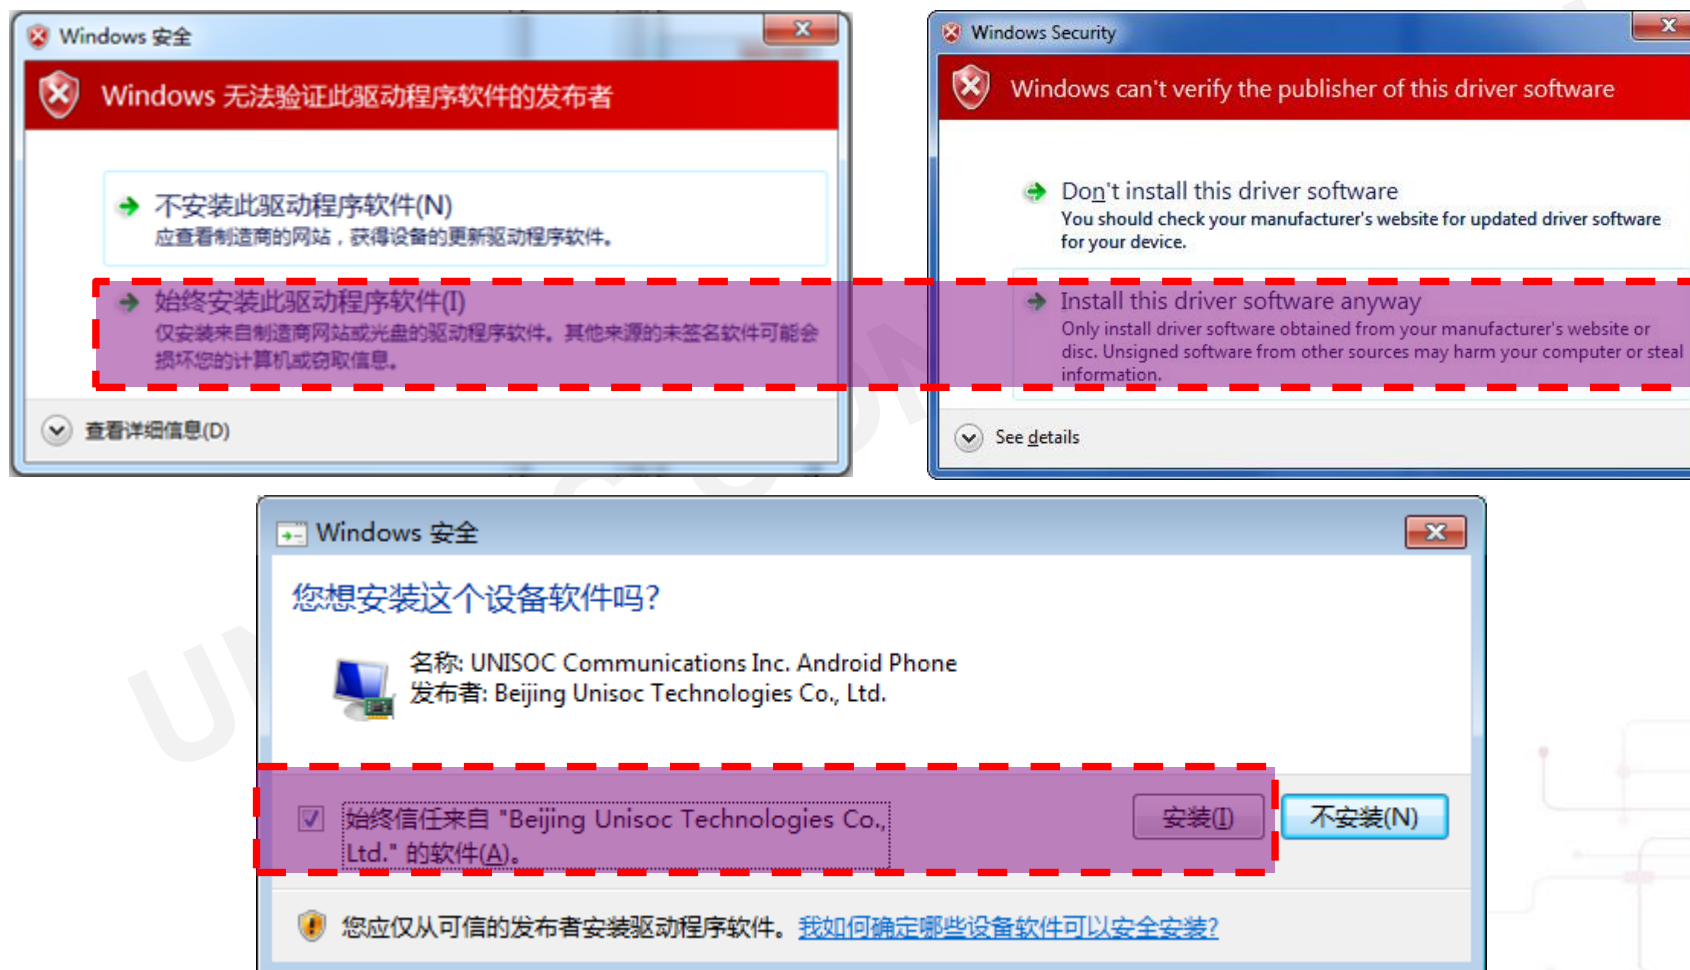 Windows 安全
Windows 无法验证此驱动程序软件的发布者
不安装此驱动程序软件(N)
应查看制造商的网站，获得设备的更新驱动程序软件。
始终安装此驱动程序软件(I)
仅安装来自制造商网站或光盘的驱动程序软件。其他来源的未签名软件可能会
损坏您的计算机或窃取信息。
查看详细信息(D)
Windows Security
Windows can't verify the publisher of this driver software
Don't install this driver software
You should check your manufacturer's website for updated driver software
for your device.
Install this driver software anyway
Only install driver software obtained from your manufacturer's website or
disc. Unsigned software from other sources may harm your computer or steal
information.
See details
Windows 安全
您想安装这个设备软件吗?
名称: UNISOC Communications Inc. Android Phone
发布者: Beijing Unisoc Technologies Co., Ltd.
始终信任来自 "Beijing Unisoc Technologies Co.,
Ltd." 的软件(A)。
安装(I)
不安装(N)
您应仅从可信的发布者安装驱动程序软件。我如何确定哪些设备软件可以安全安装?